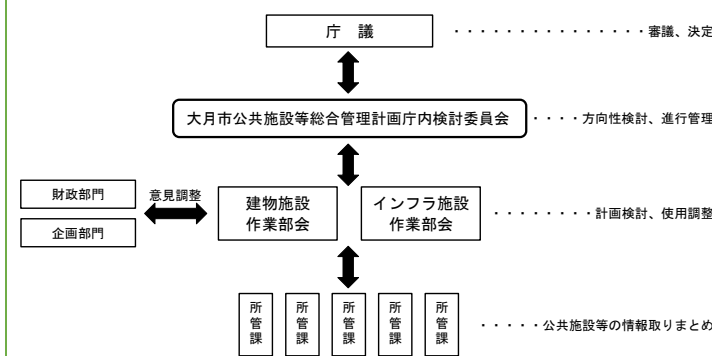 庁　議　・・・・・・・・・・・・・・・審議、決定
大月市公共施設等総合管理計画庁内検討委員会　・・・・方向性検討、進行管理
財政部門
企画部門
意見調整
建物施設
作業部会
インフラ施設
作業部会
・・・・・・・・計画検討、使用調整
所管課　所管課　所管課　所管課　所管課　・・・・・公共施設等の情報取りまとめ